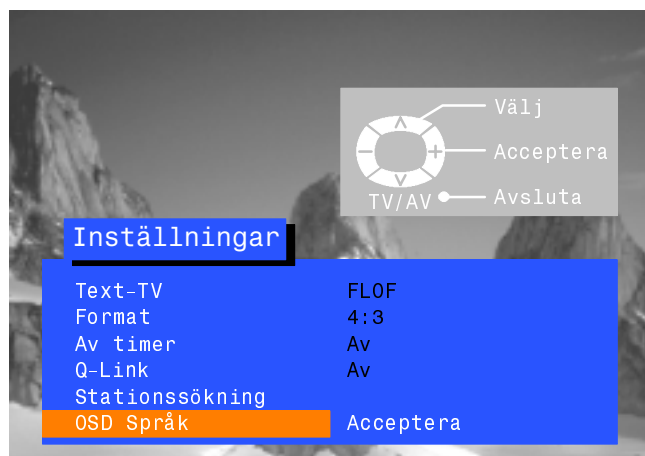 Välj
Acceptera
TV/AV Avsluta
Inställningar
Text-TV FLOF
Format 4:3
Av timer Av
Q-Link Av
Stationssökning
OSD Språk Acceptera